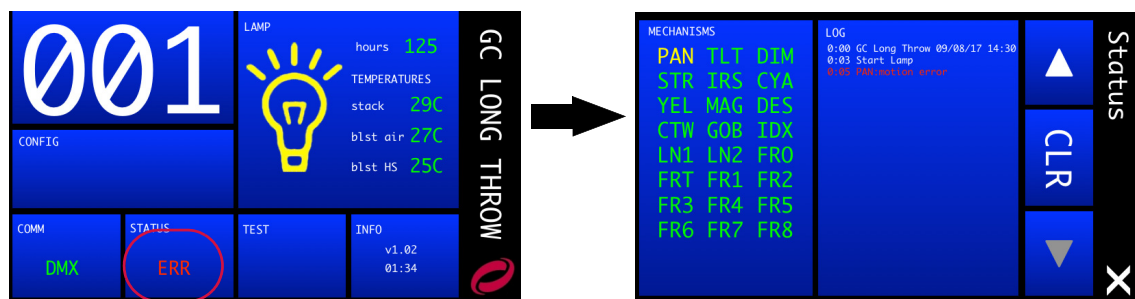 001
LAMP
hours 125
TEMPERATURES
stack 29C
blst air 27C
blst HS 25C
CONFIG
COMM
DMX
STATUS
ERR
TEST
INFO
v1.02
01:34
GC LONG THROW
MECHANISMS
PAN TLT DIM
STR IRS CYA
YEL MAG DES
CTW GOB IDX
LN1 LN2 FRO
FRT FR1 FR2
FR3 FR4 FR5
FR6 FR7 FR8
LOG
0:00 GC Long Throw 09/08/17 14:30
0:03 Start Lamp
0:05 PAN:motion error
CLR
Status
X